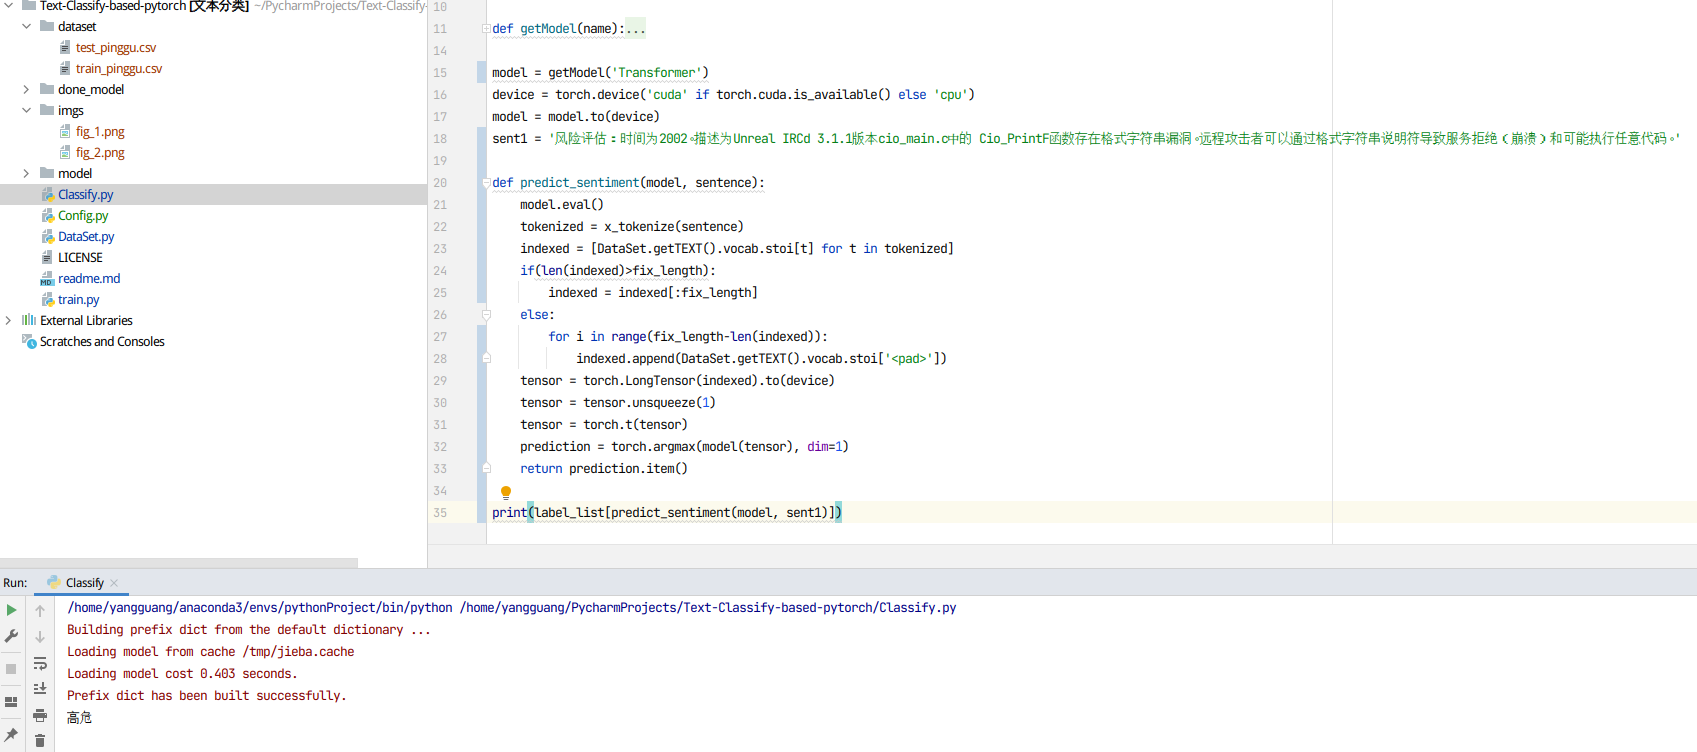 Text-Classify-based-pytorch [文本分类] ~/PycharmProjects/Text-Classify-
dataset
test_pinggu.csv
train_pinggu.csv
done_model
imgs
fig_1.png
fig_2.png
model
Classify.py
Config.py
DataSet.py
LICENSE
readme.md
train.py
External Libraries
Scratches and Consoles
10
11 def getModel(name):...
14
15 model = getModel('Transformer')
16 device = torch.device('cuda' if torch.cuda.is_available() else 'cpu')
17 model = model.to(device)
18 sent1 = '风险评估：时间为2002。描述为Unreal IRCd 3.1.1版本cio_main.c中的 Cio_PrintF函数存在格式字符串漏洞。远程攻击者可以通过格式字符串说明符导致服务拒绝（崩溃）和可能执行任意代码。'
19
20 def predict_sentiment(model, sentence):
21 model.eval()
22 tokenized = x_tokenize(sentence)
23 indexed = [DataSet.getTEXT().vocab.stoi[t] for t in tokenized]
24 if(len(indexed)>fix_length):
25 indexed = indexed[:fix_length]
26 else:
27 for i in range(fix_length-len(indexed)):
28 indexed.append(DataSet.getTEXT().vocab.stoi['<pad>'])
29 tensor = torch.LongTensor(indexed).to(device)
30 tensor = tensor.unsqueeze(1)
31 tensor = torch.t(tensor)
32 prediction = torch.argmax(model(tensor), dim=1)
33 return prediction.item()
34
35 print(label_list[predict_sentiment(model, sent1)])
Run: Classify
/home/yangguang/anaconda3/envs/pythonProject/bin/python /home/yangguang/PycharmProjects/Text-Classify-based-pytorch/Classify.py
Building prefix dict from the default dictionary ...
Loading model from cache /tmp/jieba.cache
Loading model cost 0.403 seconds.
Prefix dict has been built successfully.
高危